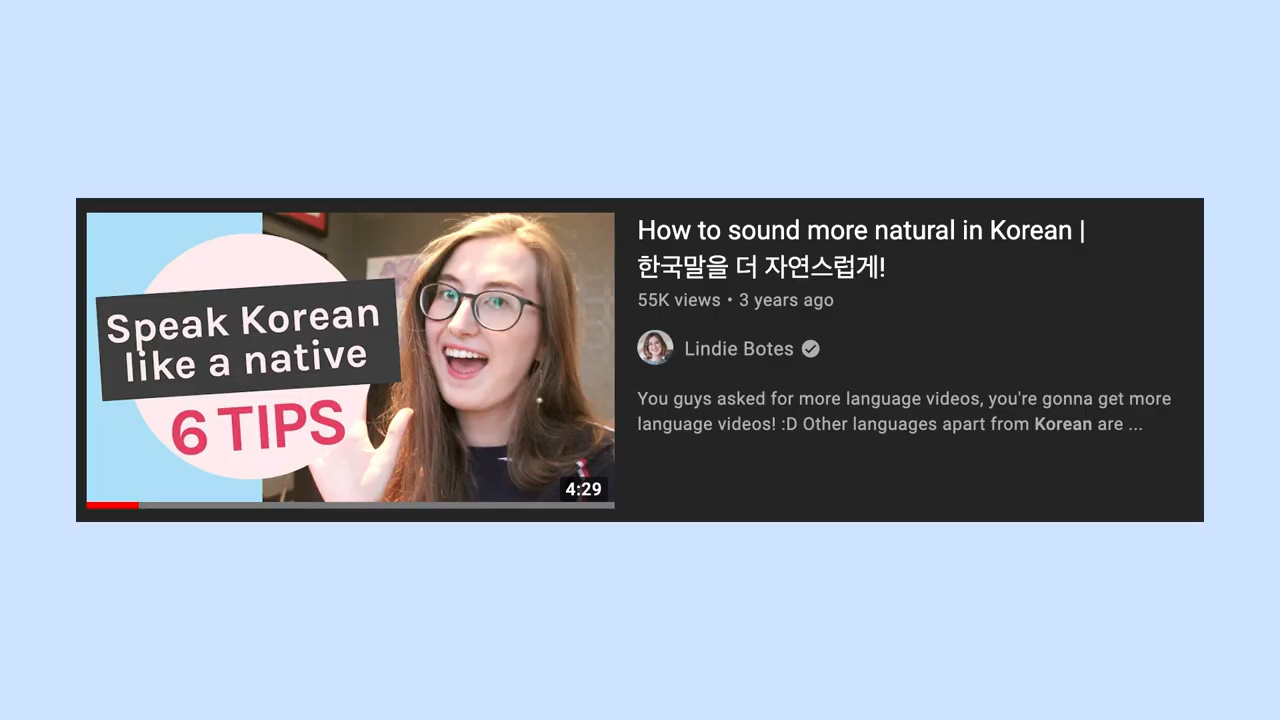 Speak Korean
like a native
6 TIPS
4:29
How to sound more natural in Korean |
한국말을 더 자연스럽게!
55K views • 3 years ago
Lindie Botes
You guys asked for more language videos, you're gonna get more
language videos! :D Other languages apart from Korean are ...